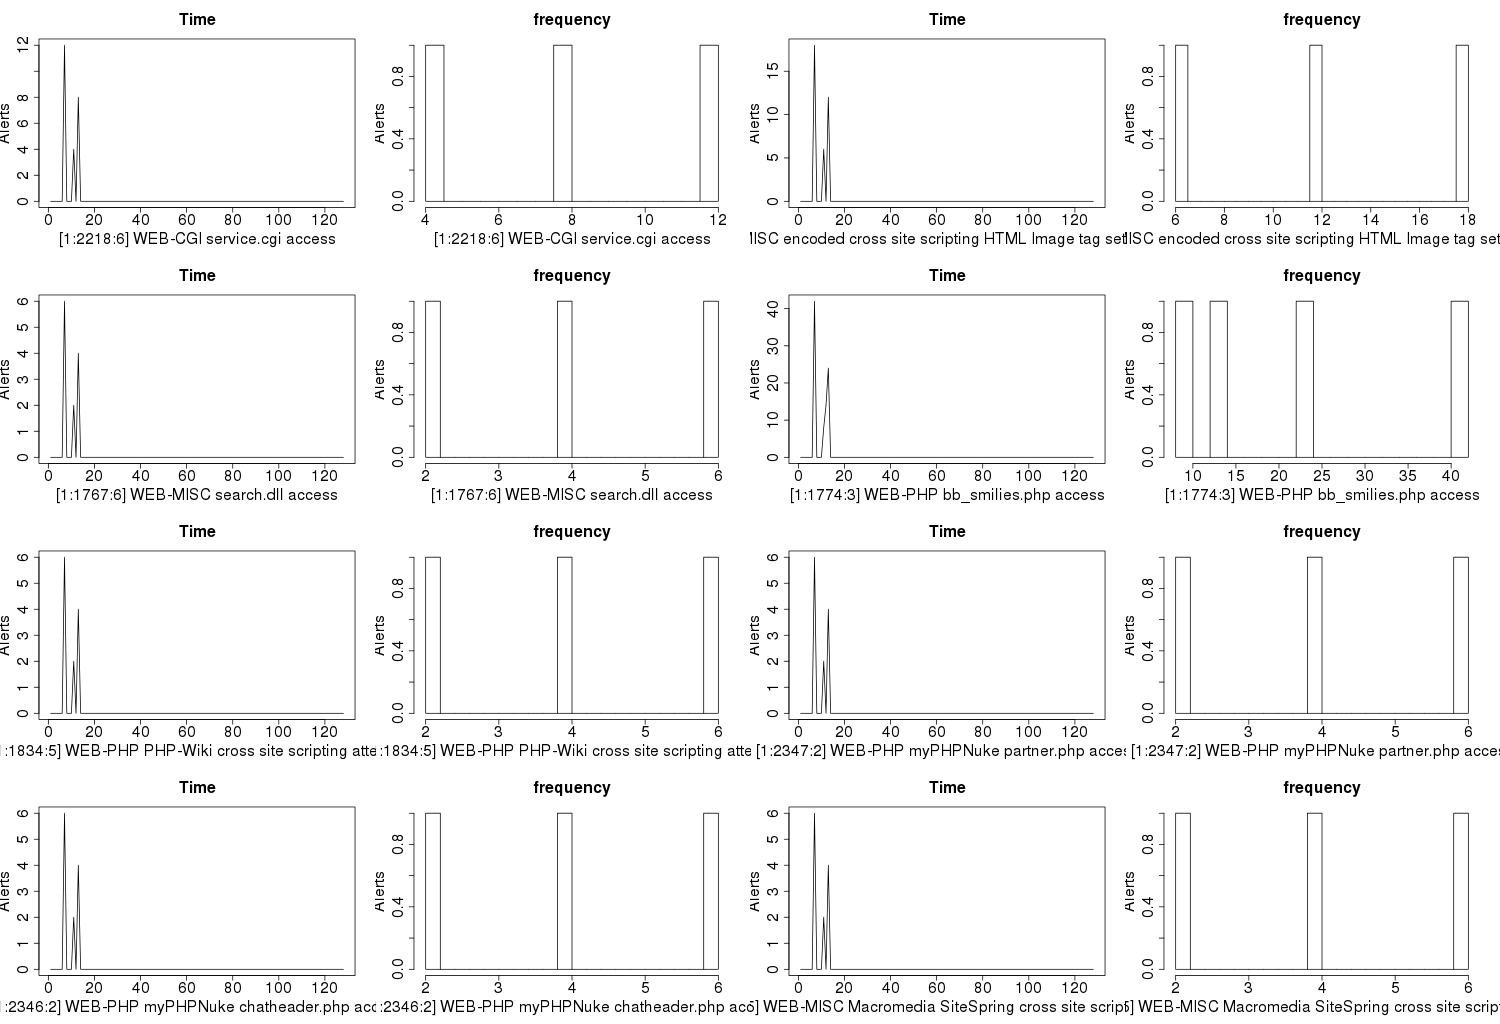 Time
Alerts
0 2 4 6 8 12
0 20 40 60 80 100 120
[1:2218:6] WEB-CGI service.cgi access
frequency
Alerts
0.0 0.4 0.8
4 6 8 10 12
[1:2218:6] WEB-CGI service.cgi access
Time
Alerts
0 5 10 15
0 20 40 60 80 100 120
encoded cross site scripting HTML Image tag set
frequency
Alerts
0.0 0.4 0.8
6 8 10 12 14 16 18
encoded cross site scripting HTML Image tag set
Time
Alerts
0 1 2 3 4 5 6
0 20 40 60 80 100 120
[1:1767:6] WEB-MISC search.dll access
frequency
Alerts
0.0 0.4 0.8
2 3 4 5 6
[1:1767:6] WEB-MISC search.dll access
Time
Alerts
0 10 20 30 40
0 20 40 60 80 100 120
[1:1774:3] WEB-PHP bb_smilies.php access
frequency
Alerts
0.0 0.4 0.8
10 15 20 25 30 35 40
[1:1774:3] WEB-PHP bb_smilies.php access
Time
Alerts
0 1 2 3 4 5 6
0 20 40 60 80 100 120
:1834:5] WEB-PHP PHP-Wiki cross site scripting atte
frequency
Alerts
0.0 0.4 0.8
2 3 4 5 6
:1834:5] WEB-PHP PHP-Wiki cross site scripting atte
Time
Alerts
0 1 2 3 4 5 6
0 20 40 60 80 100 120
[1:2347:2] WEB-PHP myPHPNuke partner.php acces
frequency
Alerts
0.0 0.4 0.8
2 3 4 5 6
[1:2347:2] WEB-PHP myPHPNuke partner.php acces
Time
Alerts
0 1 2 3 4 5 6
0 20 40 60 80 100 120
:2346:2] WEB-PHP myPHPNuke chatheader.php acc
frequency
Alerts
0.0 0.4 0.8
2 3 4 5 6
:2346:2] WEB-PHP myPHPNuke chatheader.php acc
Time
Alerts
0 1 2 3 4 5 6
0 20 40 60 80 100 120
] WEB-MISC Macromedia SiteSpring cross site script
frequency
Alerts
0.0 0.4 0.8
2 3 4 5 6
] WEB-MISC Macromedia SiteSpring cross site script